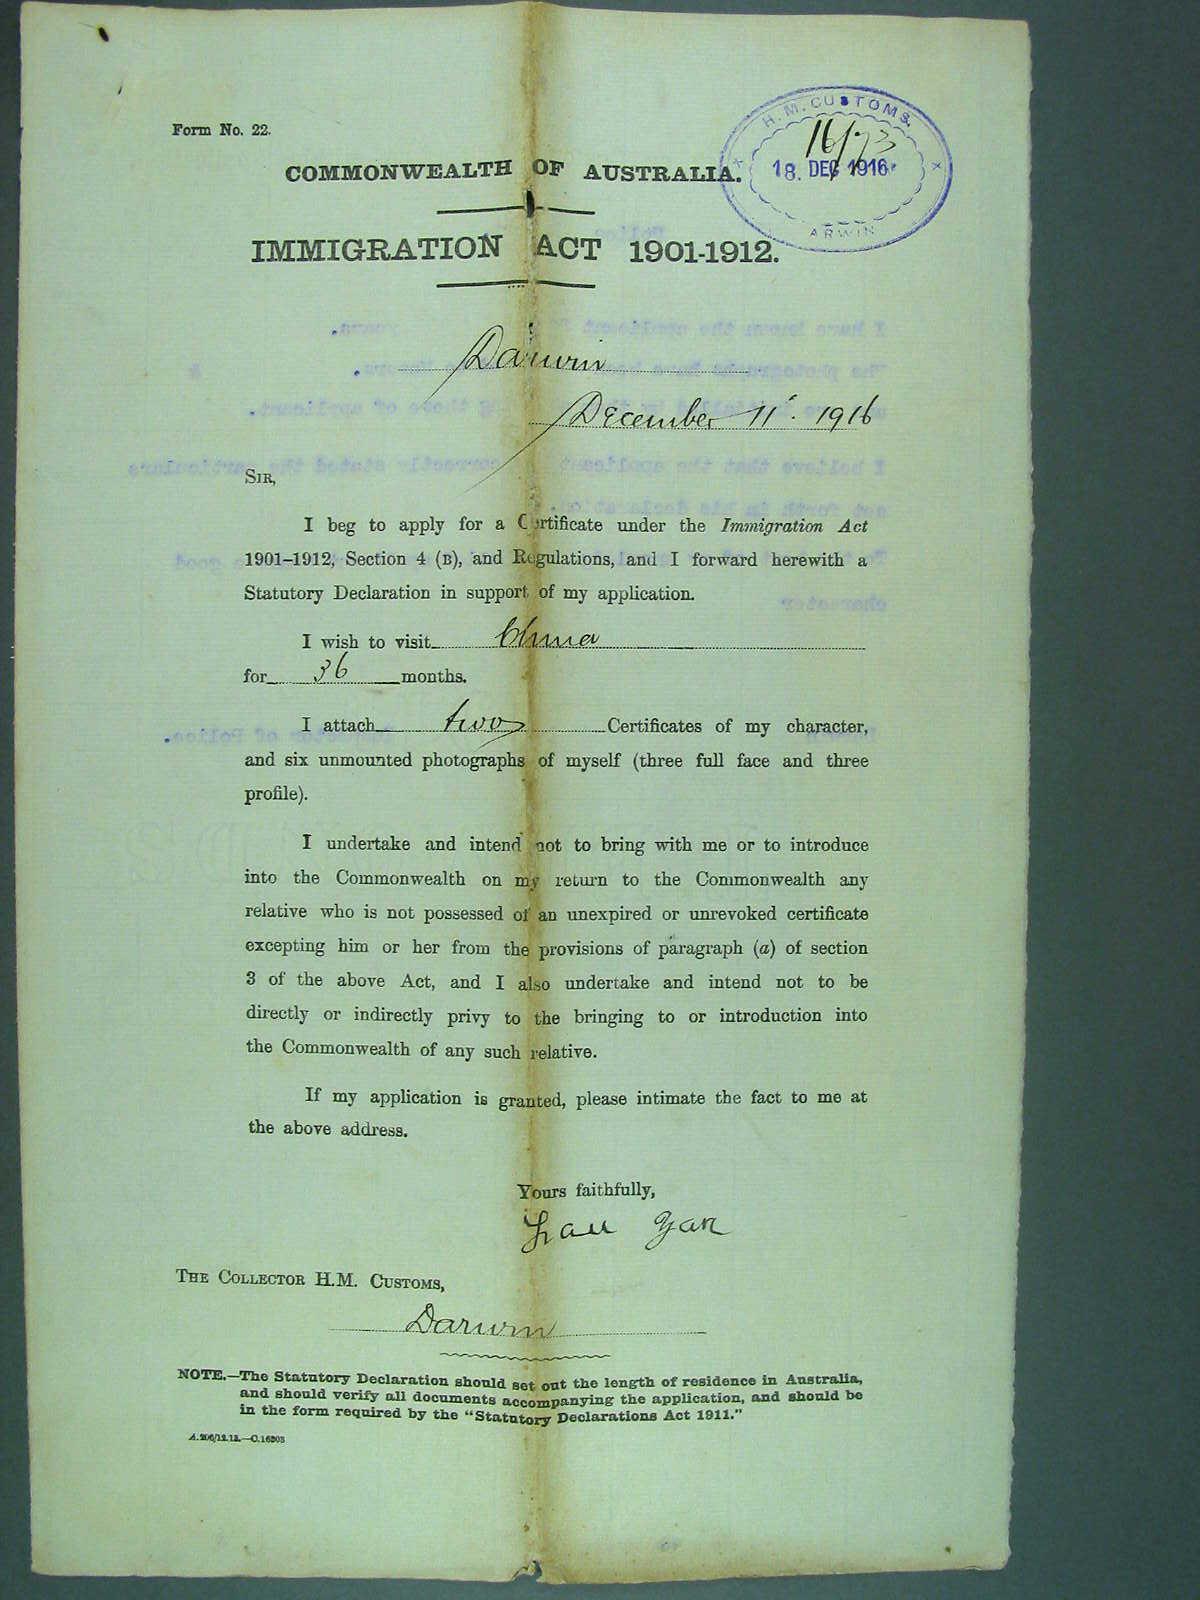 Form No. 22.
H.M. CUSTOMS.
16/73
18. DEC 1916
ARWIN
COMMONWEALTH OF AUSTRALIA.
IMMIGRATION ACT 1901-1912.
Darwin
December 11. 1916
SIR,
I beg to apply for a Certificate under the Immigration Act
1901–1912, Section 4 (B), and Regulations, and I forward herewith a
Statutory Declaration in support of my application.
I wish to visit China
for 36 months.
I attach two Certificates of my character,
and six unmounted photographs of myself (three full face and three
profile).
I undertake and intend not to bring with me or to introduce
into the Commonwealth on my return to the Commonwealth any
relative who is not possessed of an unexpired or unrevoked certificate
excepting him or her from the provisions of paragraph (a) of section
3 of the above Act, and I also undertake and intend not to be
directly or indirectly privy to the bringing to or introduction into
the Commonwealth of any such relative.
If my application is granted, please intimate the fact to me at
the above address.
Yours faithfully,
Lau Yan
THE COLLECTOR H.M. CUSTOMS,
Darwin
NOTE.—The Statutory Declaration should set out the length of residence in Australia,
and should verify all documents accompanying the application, and should be
in the form required by the "Statutory Declarations Act 1911."